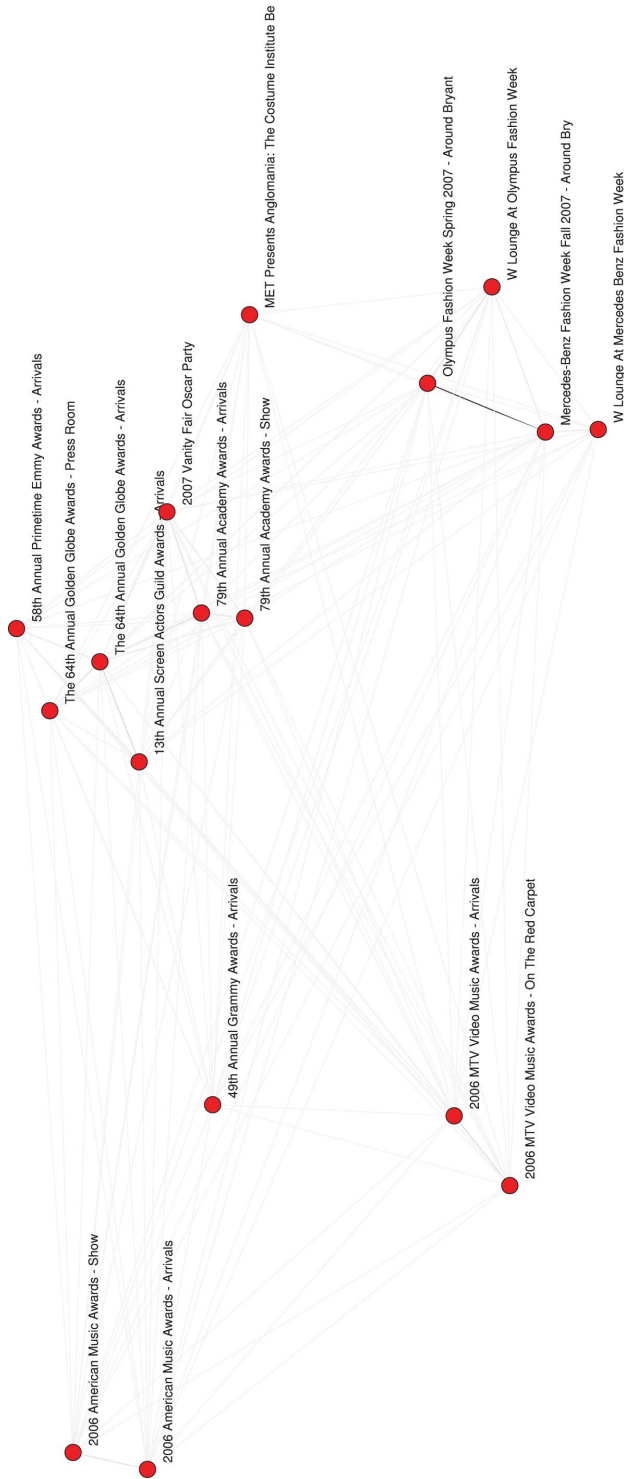 58th Annual Primetime Emmy Awards - Arrivals
The 64th Annual Golden Globe Awards - Press Room
The 64th Annual Golden Globe Awards - Arrivals
13th Annual Screen Actors Guild Awards - Arrivals
2007 Vanity Fair Oscar Party
79th Annual Academy Awards - Arrivals
79th Annual Academy Awards - Show
MET Presents Anglomania: The Costume Institute Be
Olympus Fashion Week Spring 2007 - Around Bryant
W Lounge At Olympus Fashion Week
Mercedes-Benz Fashion Week Fall 2007 - Around Bry
W Lounge At Mercedes Benz Fashion Week
49th Annual Grammy Awards - Arrivals
2006 MTV Video Music Awards - Arrivals
2006 MTV Video Music Awards - On The Red Carpet
2006 American Music Awards - Show
2006 American Music Awards - Arrivals